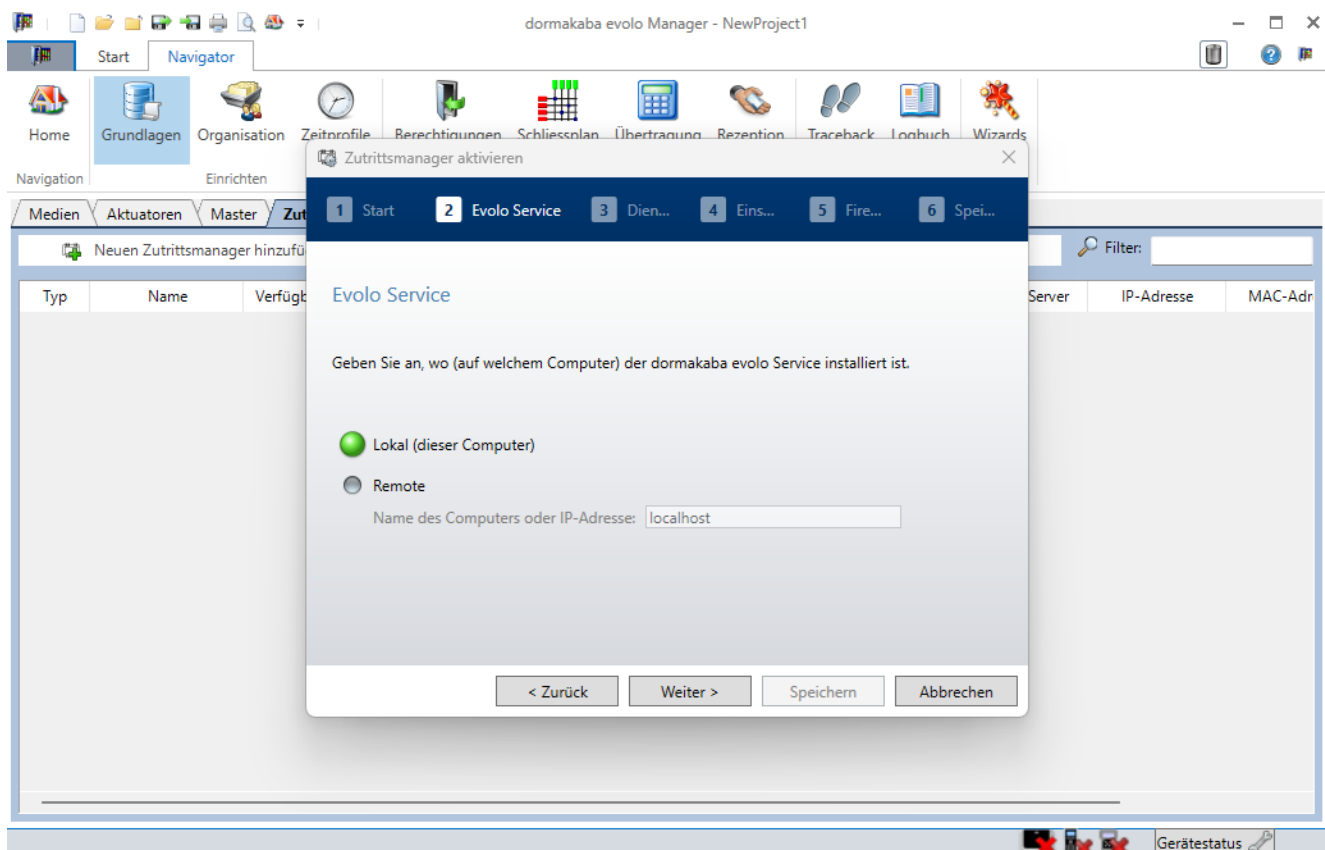 dormakaba evolo Manager - NewProject1
Start Navigator
Home Grundlagen Organisation Zeitprofile Berechtigungen Schliessplan Übertragung Rezeption Traceback Logbuch Wizards
Navigation Einrichten
Zutrittsmanager aktivieren
1 Start 2 Evolo Service 3 Dien... 4 Eins... 5 Fire... 6 Spei...
Medien Aktuatoren Master Zut
Neuen Zutrittsmanager hinzufü
Filter:
Typ Name Verfügb Server IP-Adresse MAC-Adr
Evolo Service
Geben Sie an, wo (auf welchem Computer) der dormakaba evolo Service installiert ist.
Lokal (dieser Computer)
Remote
Name des Computers oder IP-Adresse: localhost
< Zurück Weiter > Speichern Abbrechen
Gerätestatus